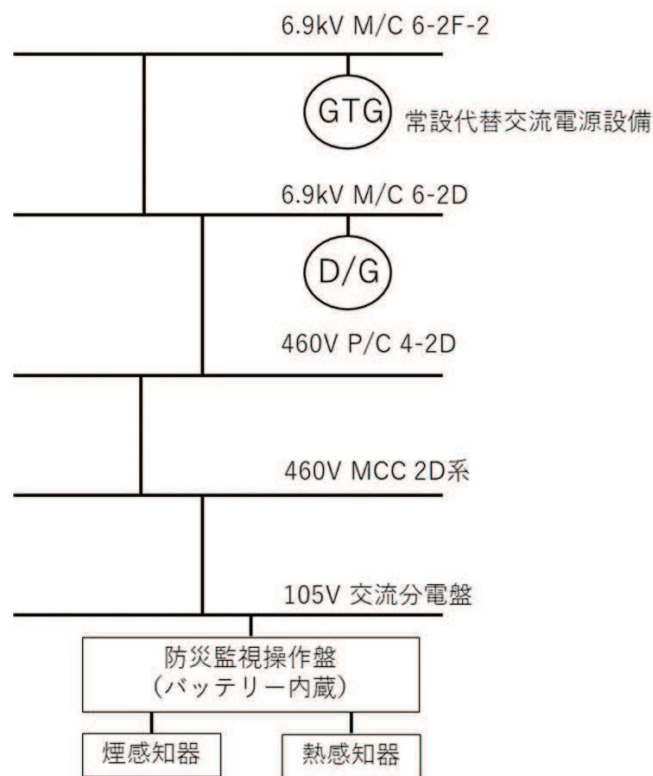 6.9kV M/C 6-2F-2
GTG
常設代替交流電源設備
6.9kV M/C 6-2D
D/G
460V P/C 4-2D
460V MCC 2D系
105V 交流分電盤
防災監視操作盤
（バッテリー内蔵）
煙感知器
熱感知器